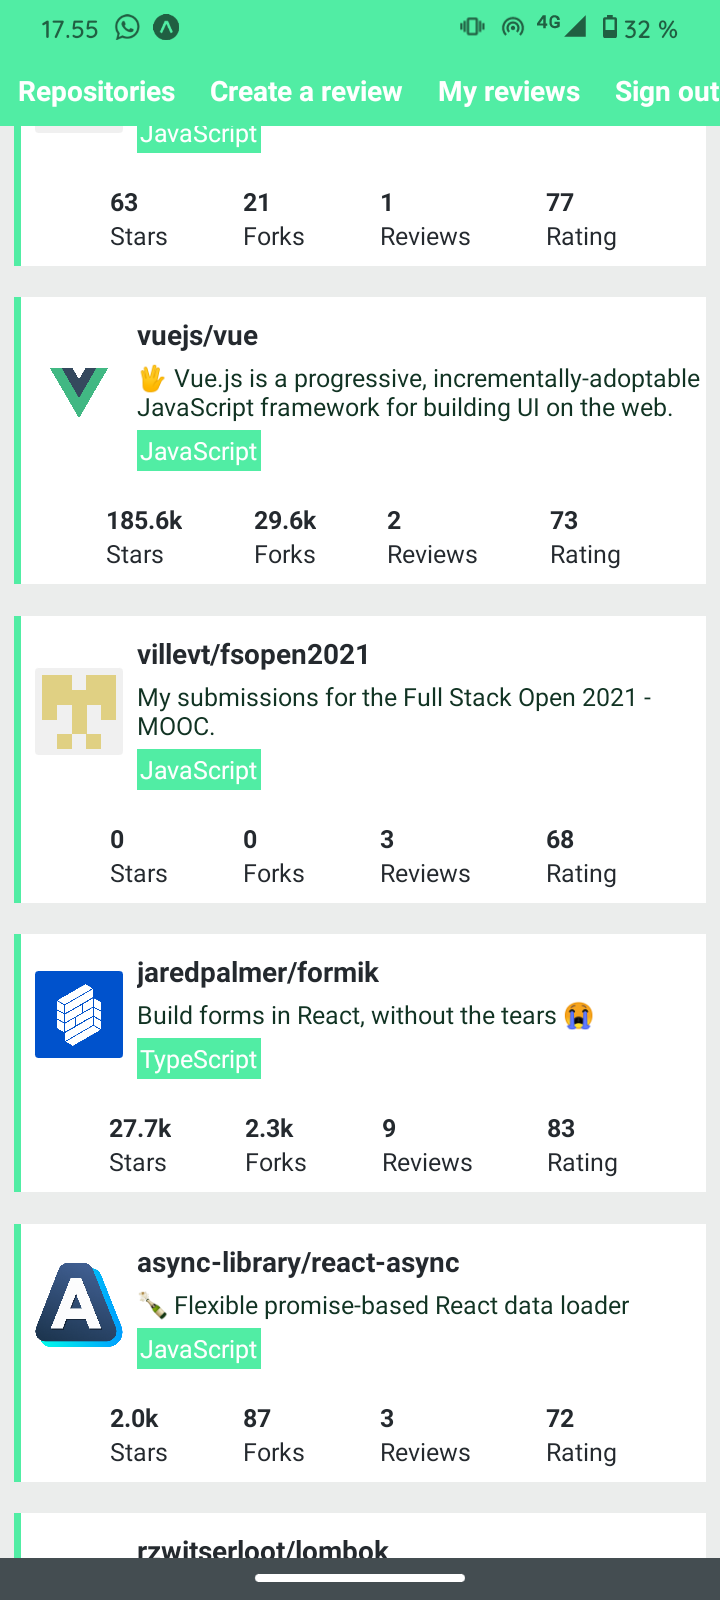 17.55 4G 32 %
Repositories Create a review My reviews Sign out
JavaScript
63 21 1 77
Stars Forks Reviews Rating
vuejs/vue
🖖 Vue.js is a progressive, incrementally-adoptable
JavaScript framework for building UI on the web.
JavaScript
185.6k 29.6k 2 73
Stars Forks Reviews Rating
villevt/fsopen2021
My submissions for the Full Stack Open 2021 -
MOOC.
JavaScript
0 0 3 68
Stars Forks Reviews Rating
jaredpalmer/formik
Build forms in React, without the tears 😭
TypeScript
27.7k 2.3k 9 83
Stars Forks Reviews Rating
A
async-library/react-async
🍾 Flexible promise-based React data loader
JavaScript
2.0k 87 3 72
Stars Forks Reviews Rating
rzwitserloot/lombok